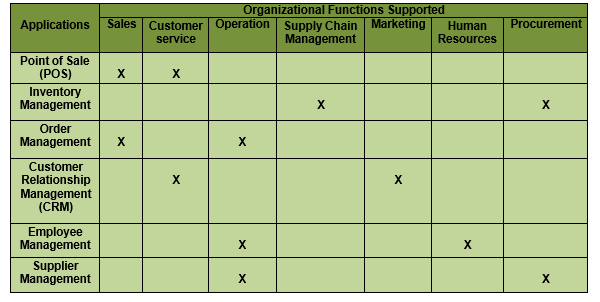 Applications
Organizational Functions Supported
Sales
Customer
service
Operation
Supply Chain
Management
Marketing
Human
Resources
Procurement
Point of Sale
(POS)
X X
Inventory
Management
X X
Order
Management
X X
Customer
Relationship
Management
(CRM)
X X
Employee
Management
X X
Supplier
Management
X X